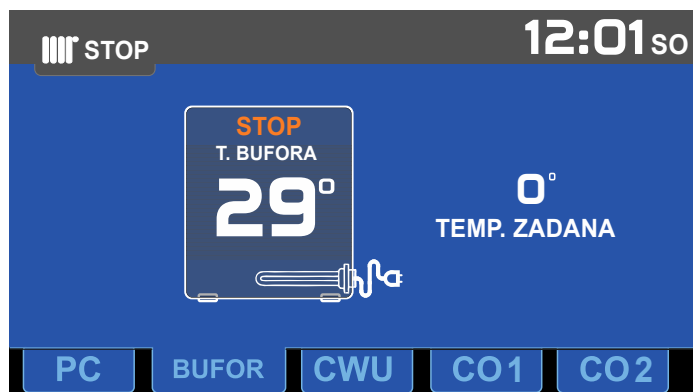 STOP
12:01 SO
STOP
T. BUFORA
29°
0°
TEMP. ZADANA
PC BUFOR CWU CO1 CO2